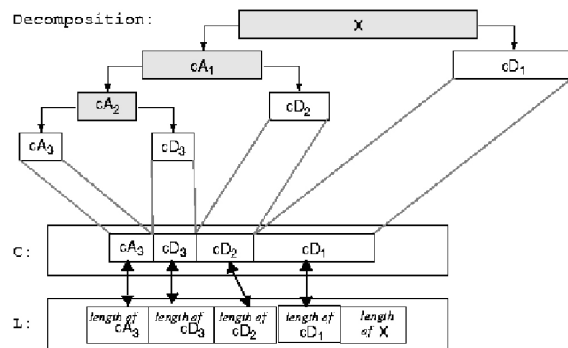 Decomposition:
X
cA₁ cD₁
cA₂ cD₂
cA₃ cD₃
C: cA₃ cD₃ cD₂ cD₁
L: length of cA₃ length of cD₃ length of cD₂ length of cD₁ length of X